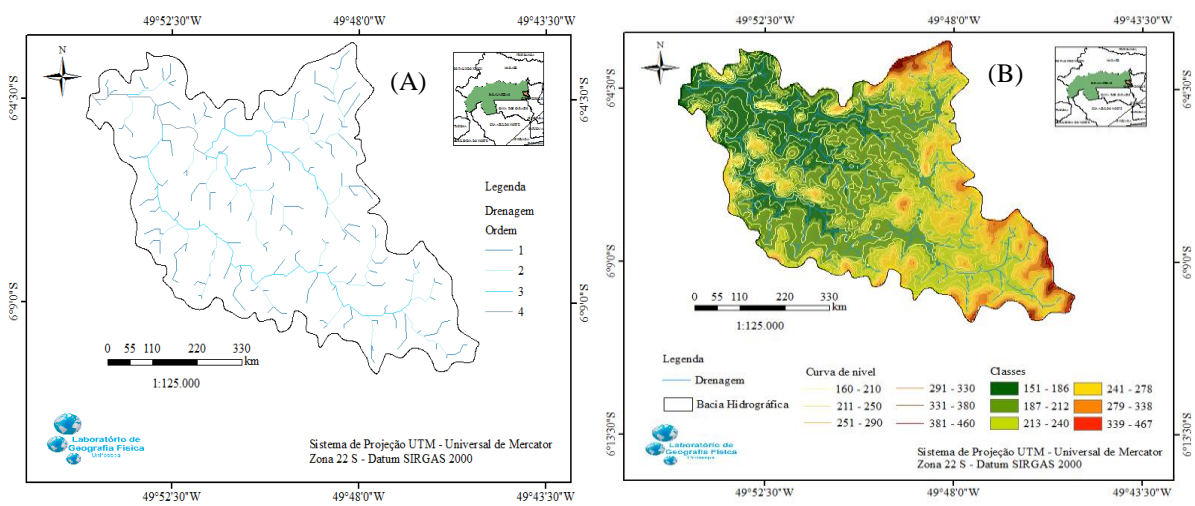 49°52'30"W 49°48'0"W 49°43'30"W
N
(A)
6°4'30"S
6°4'30"S
Legenda
Drenagem
Ordem
1
2
3
4
6°9'0"S
6°9'0"S
0 55 110 220 330
km
1:125.000
Laboratório de
Geografia Física
Unifesspa
Sistema de Projeção UTM - Universal de Mercator
Zona 22 S - Datum SIRGAS 2000
49°52'30"W 49°48'0"W 49°43'30"W
49°52'30"W 49°48'0"W 49°43'30"W
N
(B)
6°4'30"S
6°4'30"S
6°9'0"S
6°9'0"S
0 55 110 220 330
km
1:125.000
Legenda
Drenagem
Bacia Hidrográfica
Curva de nível
160 - 210
211 - 250
251 - 290
291 - 330
331 - 380
381 - 460
Classes
151 - 186
187 - 212
213 - 240
241 - 278
279 - 338
339 - 467
6°13'30"S
6°13'30"S
Laboratório de
Geografia Física
Sistema de Projeção UTM - Universal de Mercator
Zona 22 S - Datum SIRGAS 2000
49°52'30"W 49°48'0"W 49°43'30"W